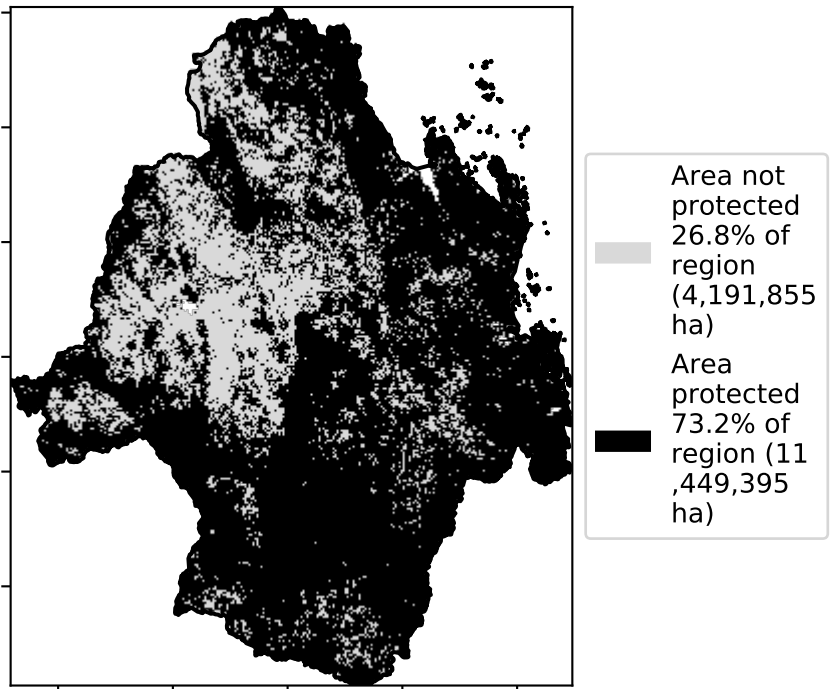 Area not
protected
26.8% of
region
(4,191,855
ha)
Area
protected
73.2% of
region (11
,449,395
ha)